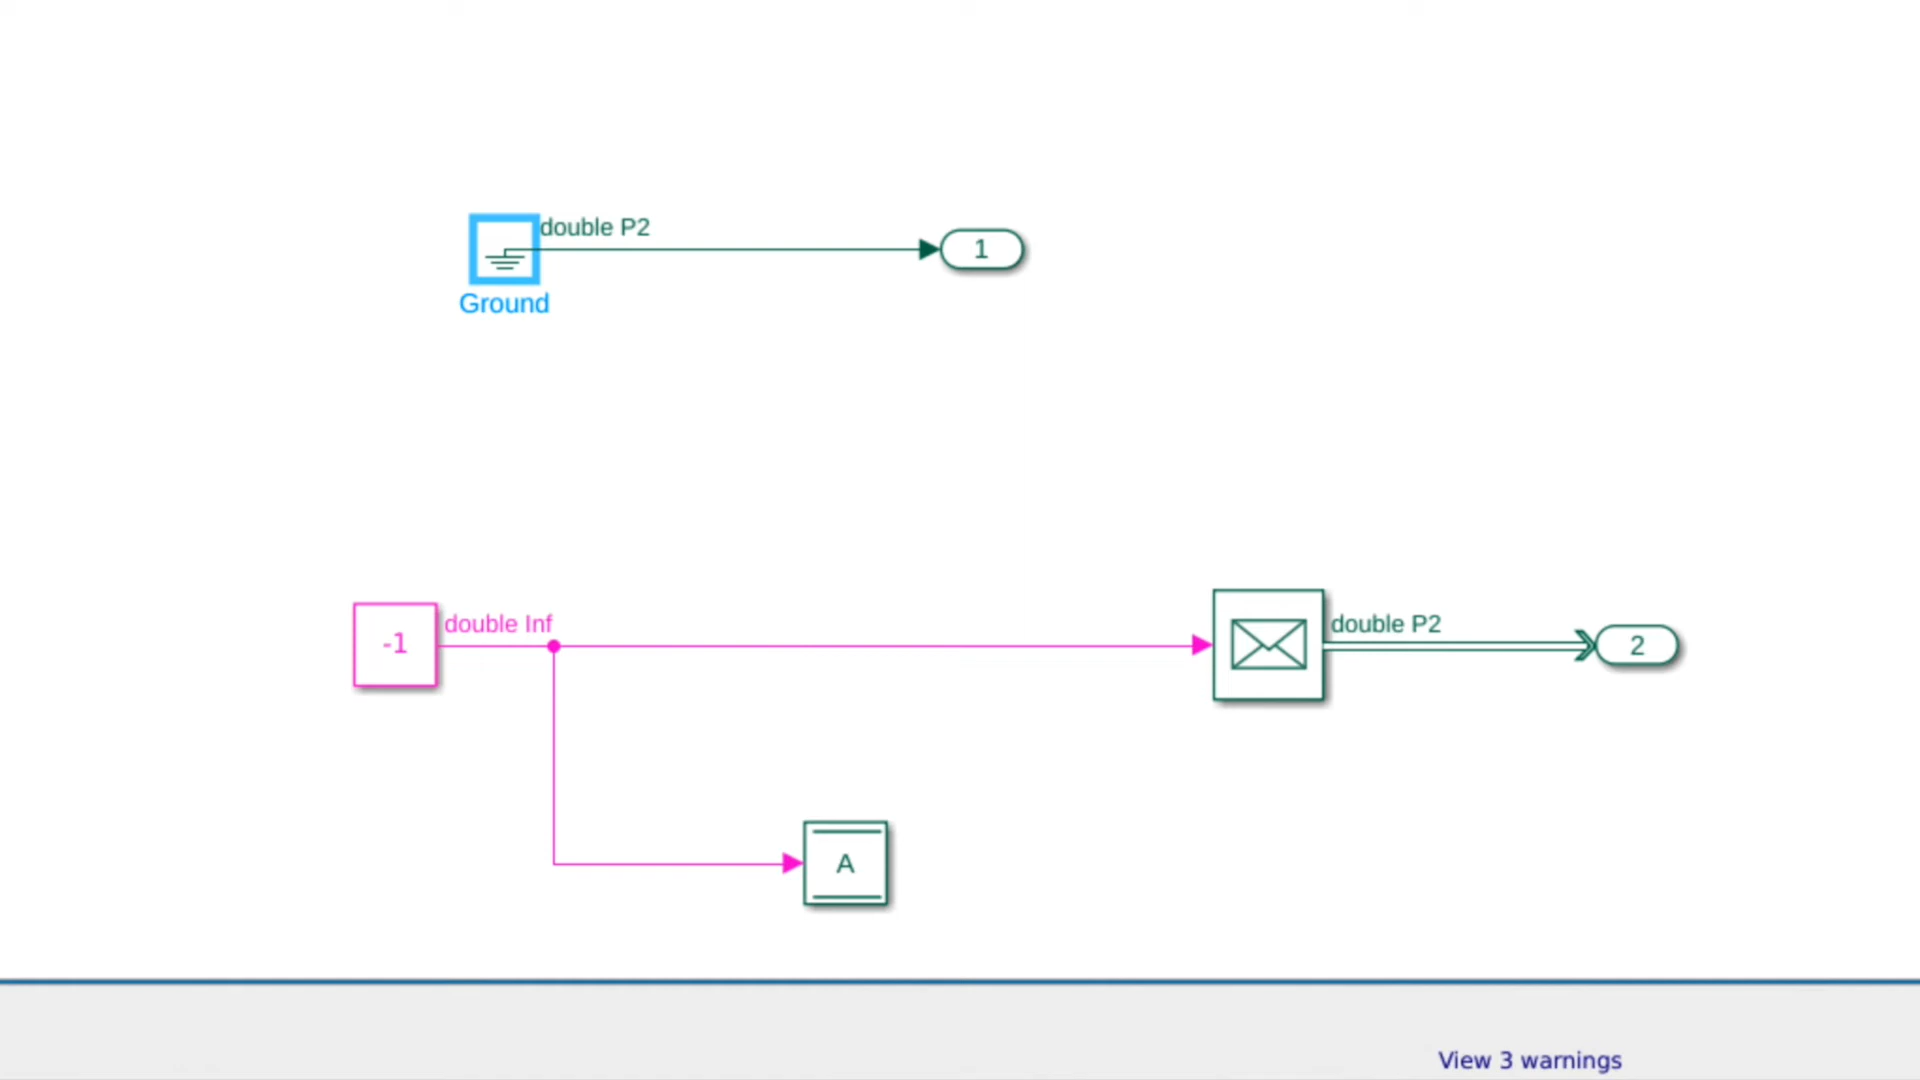 double P2
1
Ground
-1
double Inf
double P2
2
A
View 3 warnings